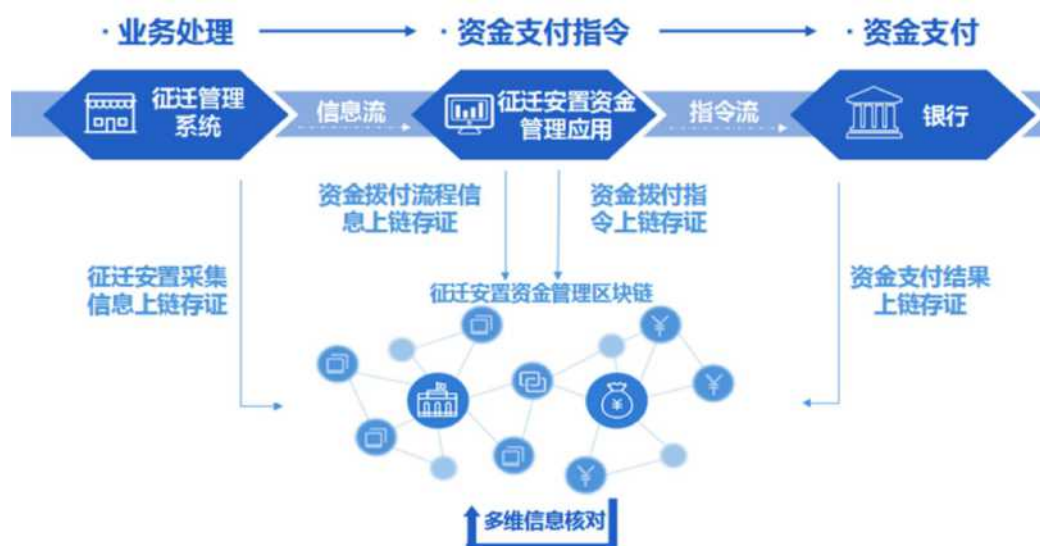 · 业务处理
· 资金支付指令
· 资金支付
征迁管理
系统
信息流
征迁安置资金
管理应用
指令流
银行
资金拨付流程信
息上链存证
资金拨付指
令上链存证
征迁安置采集
信息上链存证
资金支付结果
上链存证
征迁安置资金管理区块链
¥
¥
¥
¥
多维信息核对